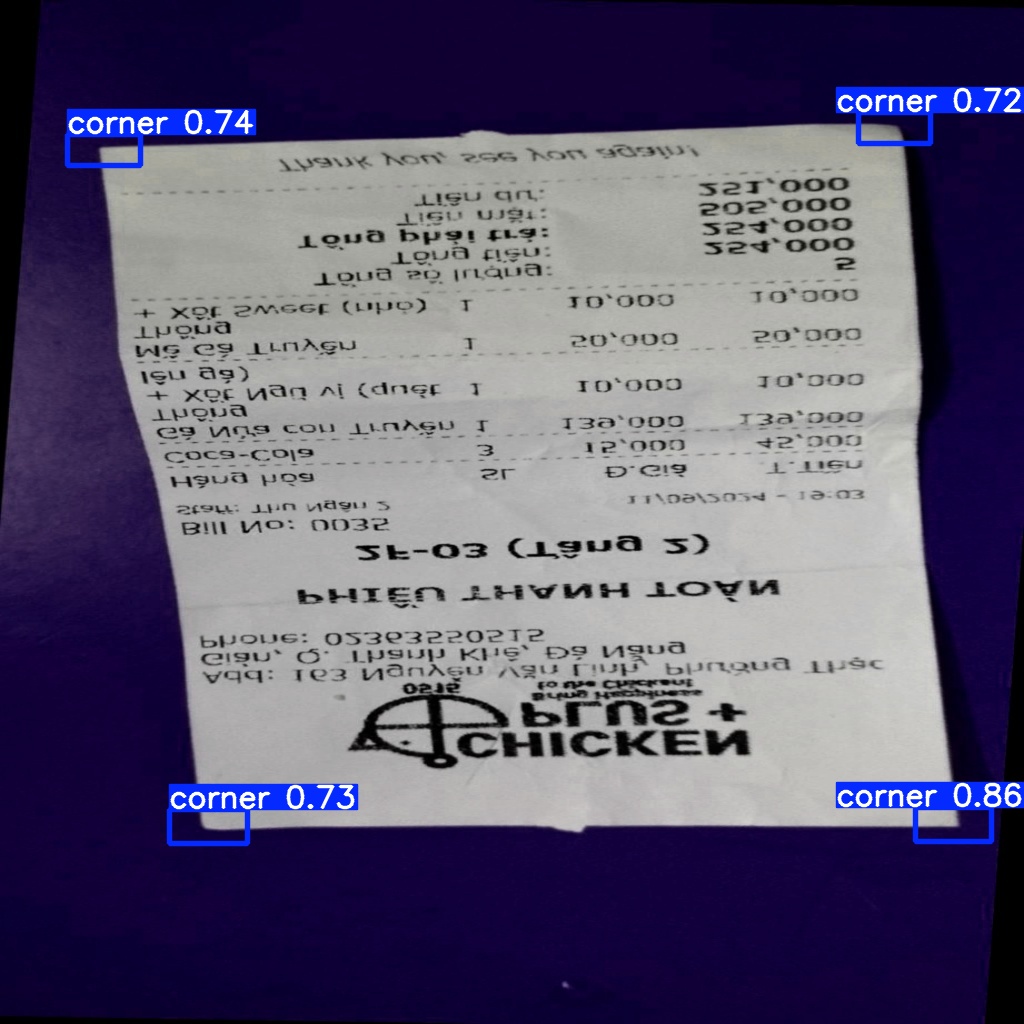 corner 0.74
corner 0.72
CHICKEN
PLUS +
Bring Happiness
to the Chicken!
0515
Add: 163 Nguyễn Văn Linh, Phường Thạc
Gián, Q. Thanh Khê, Đà Nẵng
Phone: 02363550515
PHIẾU THANH TOÁN
2F-03 (Tầng 2)
Bill No: 0035
Staff: Thu Ngân 2 11/09/2024 - 19:03
Hàng hóa SL Đ.Giá T.Tiền
Coca-Cola 3 15,000 45,000
Gà Nửa con Truyền 1 139,000 139,000
Thống
+ Xốt Ngũ vị (quét 1 10,000 10,000
lên gà)
Mề Gà Truyền 1 50,000 50,000
Thống
+ Xốt Sweet (nhỏ) 1 10,000 10,000
Tổng số lượng: 5
Tổng tiền: 254,000
Tổng phải trả: 254,000
Tiền mặt: 505,000
Tiền dư: 251,000
Thank you, see you again!
corner 0.73
corner 0.86